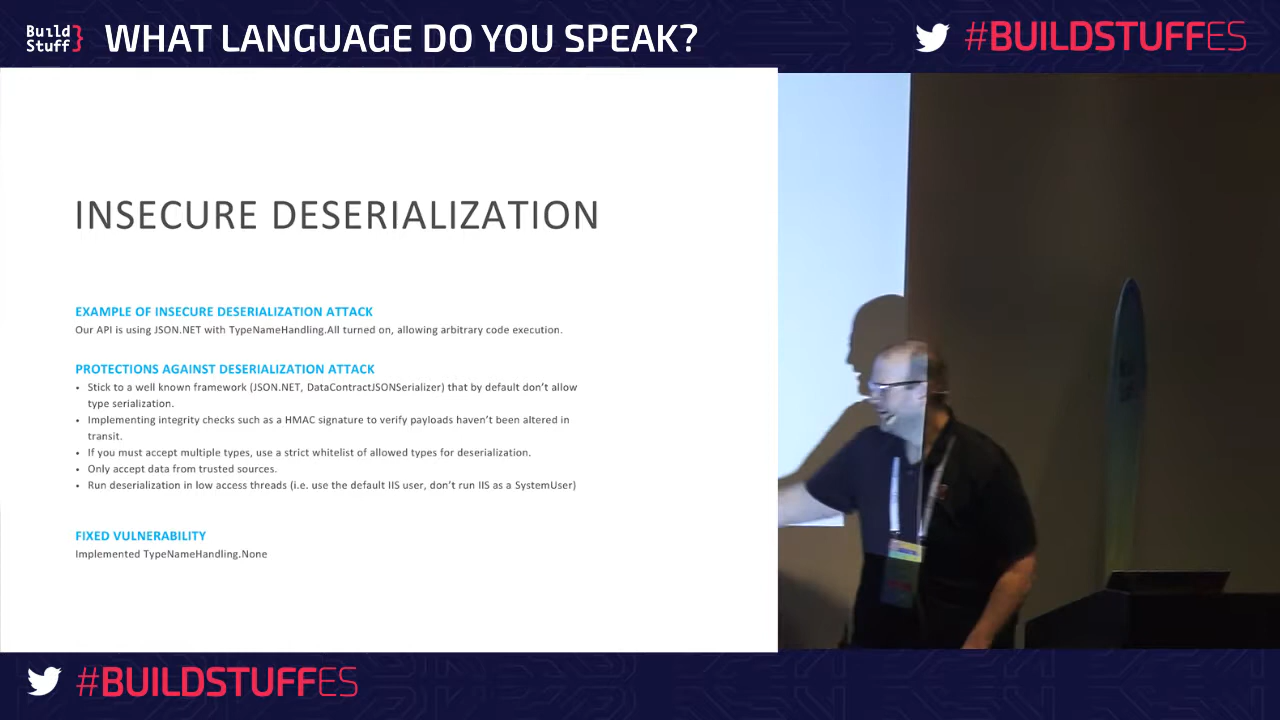 Build
Stuff}
WHAT LANGUAGE DO YOU SPEAK?
#BUILDSTUFFES
INSECURE DESERIALIZATION
EXAMPLE OF INSECURE DESERIALIZATION ATTACK
Our API is using JSON.NET with TypeNameHandling.All turned on, allowing arbitrary code execution.
PROTECTIONS AGAINST DESERIALIZATION ATTACK
• Stick to a well known framework (JSON.NET, DataContractJSONSerializer) that by default don't allow
type serialization.
• Implementing integrity checks such as a HMAC signature to verify payloads haven't been altered in
transit.
• If you must accept multiple types, use a strict whitelist of allowed types for deserialization.
• Only accept data from trusted sources.
• Run deserialization in low access threads (i.e. use the default IIS user, don't run IIS as a SystemUser)
FIXED VULNERABILITY
Implemented TypeNameHandling.None
#BUILDSTUFFES